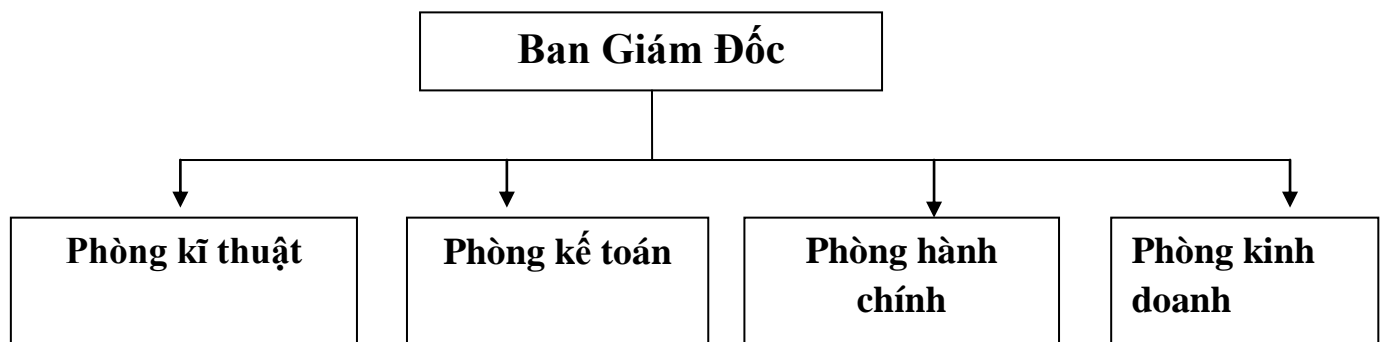 Ban Giám Đốc
Phòng kĩ thuật
Phòng kế toán
Phòng hành
chính
Phòng kinh
doanh